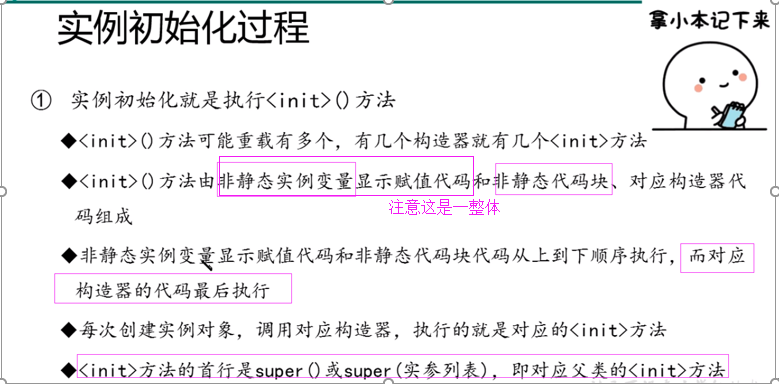 实例初始化过程
拿小本记下来
① 实例初始化就是执行<init>()方法
◆<init>()方法可能重载有多个，有几个构造器就有几个<init>方法
◆<init>()方法由非静态实例变量显示赋值代码和非静态代码块、对应构造器代
注意这是一整体
码组成
◆非静态实例变量显示赋值代码和非静态代码块代码从上到下顺序执行，而对应
构造器的代码最后执行
◆每次创建实例对象，调用对应构造器，执行的就是对应的<init>方法
◆<init>方法的首行是super()或super(实参列表)，即对应父类的<init>方法